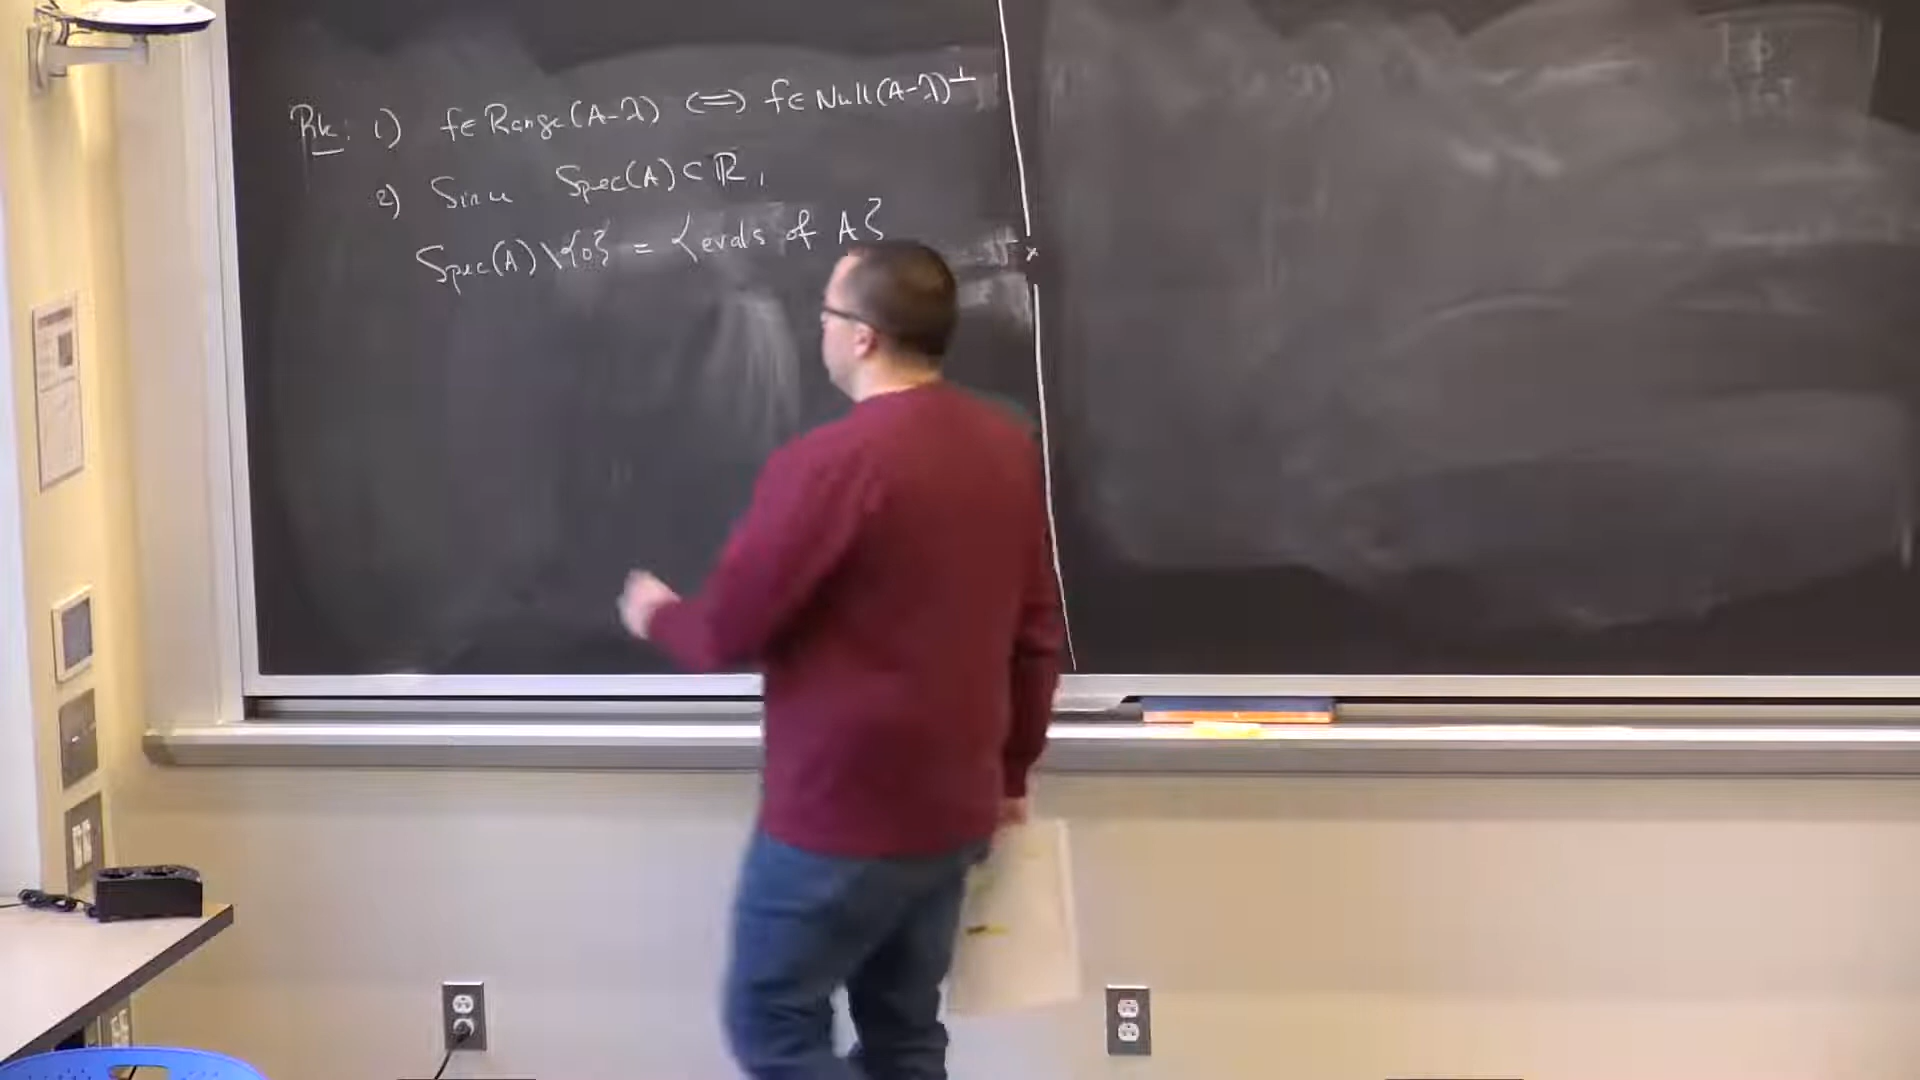 Rk: 1) f∈Range(A-λ) ⟺ f∈Null(A-λ)^⊥
2) Since Spec(A)⊂ℝ,
Spec(A)\{0} = {evals of A}